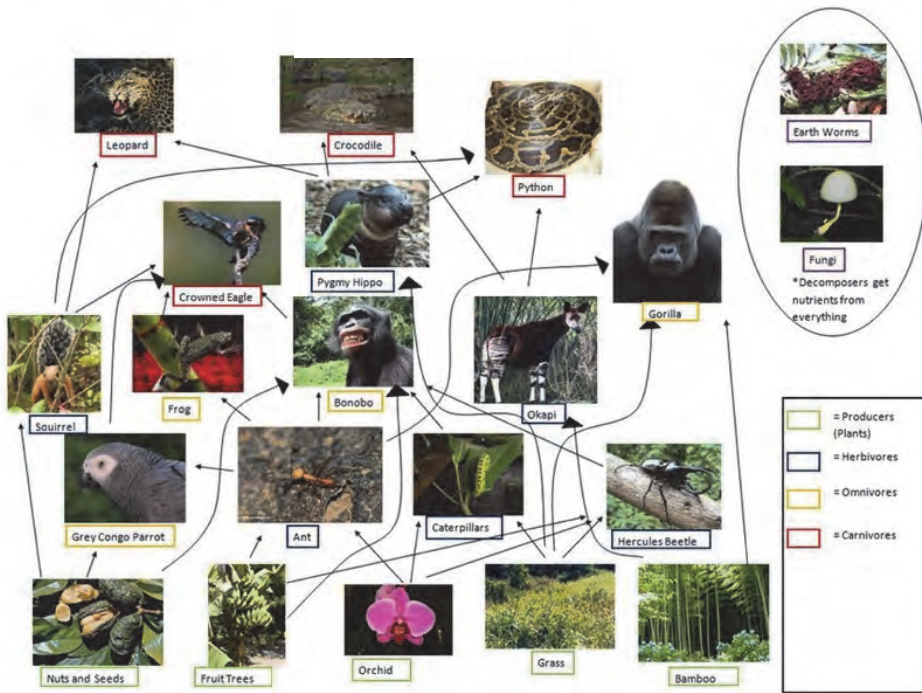 Leopard
Crocodile
Python
Earth Worms
Fungi
*Decomposers get
nutrients from
everything
Crowned Eagle
Pygmy Hippo
Gorilla
Squirrel
Frog
Bonobo
Okapi
Grey Congo Parrot
Ant
Caterpillars
Hercules Beetle
Nuts and Seeds
Fruit Trees
Orchid
Grass
Bamboo
= Producers
(Plants)
= Herbivores
= Omnivores
= Carnivores